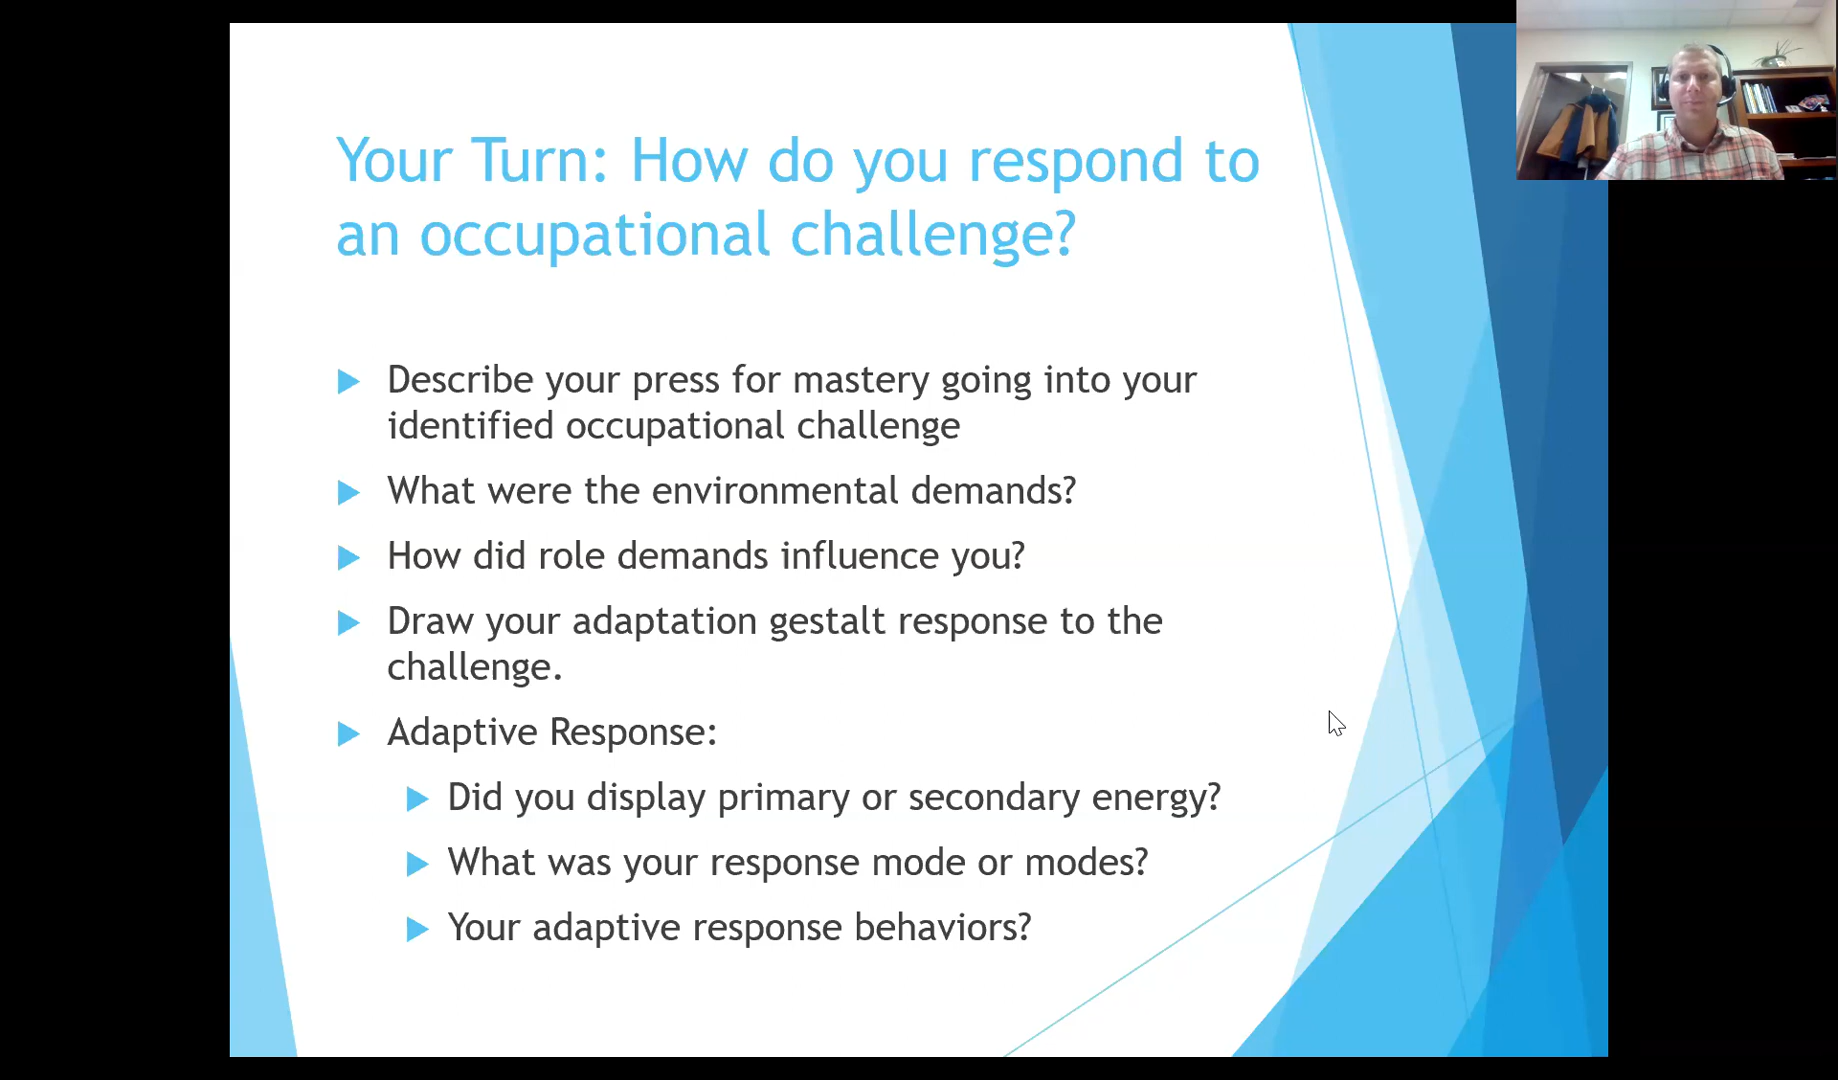 Your Turn: How do you respond to
an occupational challenge?
Describe your press for mastery going into your
identified occupational challenge
What were the environmental demands?
How did role demands influence you?
Draw your adaptation gestalt response to the
challenge.
Adaptive Response:
Did you display primary or secondary energy?
What was your response mode or modes?
Your adaptive response behaviors?